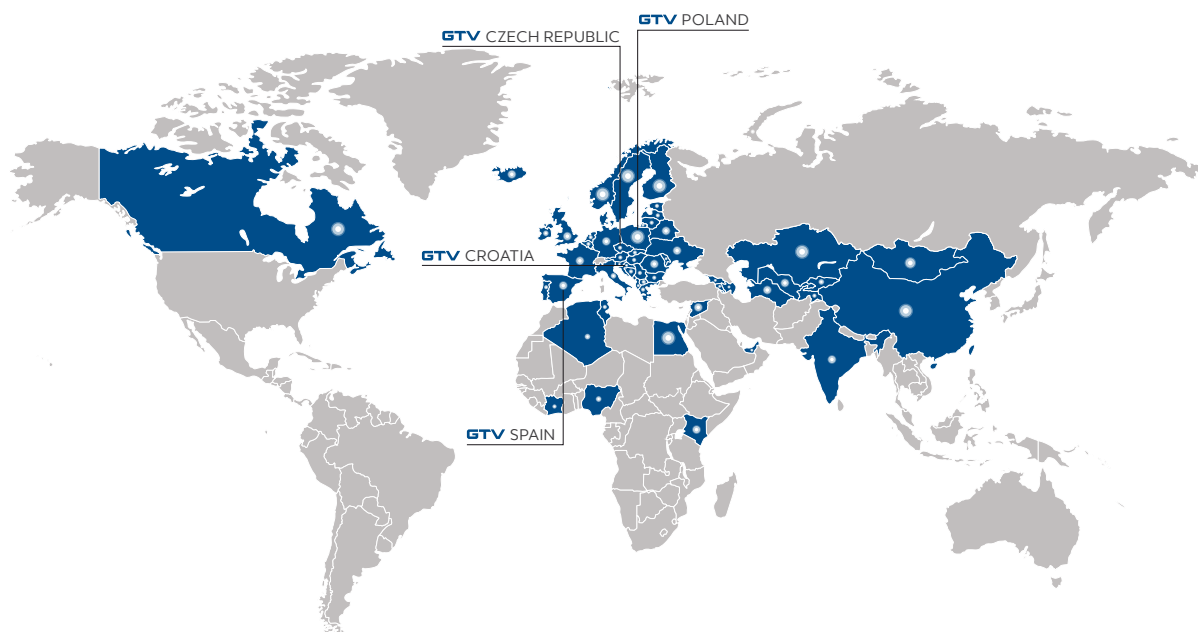 GTV POLAND
GTV CZECH REPUBLIC
GTV CROATIA
GTV SPAIN